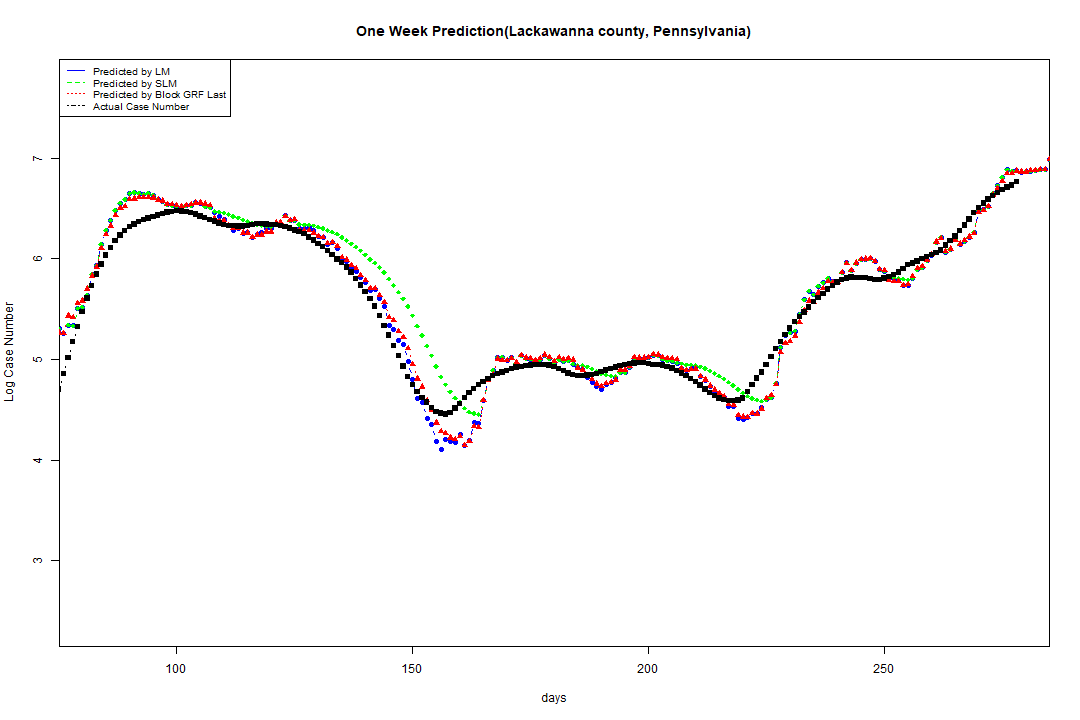 One Week Prediction(Lackawanna county, Pennsylvania)
Predicted by LM
Predicted by SLM
Predicted by Block GRF Last
Actual Case Number
7
6
5
4
3
Log Case Number
100 150 200 250
days